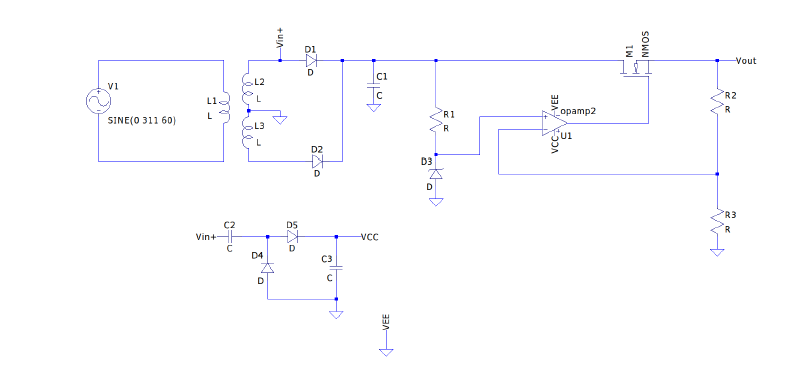 Vin+
D1
D
M1
NMOS
Vout
V1
SINE(0 311 60)
L1
L
L2
L
L3
L
C1
C
D2
D
R1
R
D3
D
VEE
opamp2
VCC
U1
R2
R
R3
R
Vin+
C2
C
D5
D
VCC
D4
D
C3
C
VEE